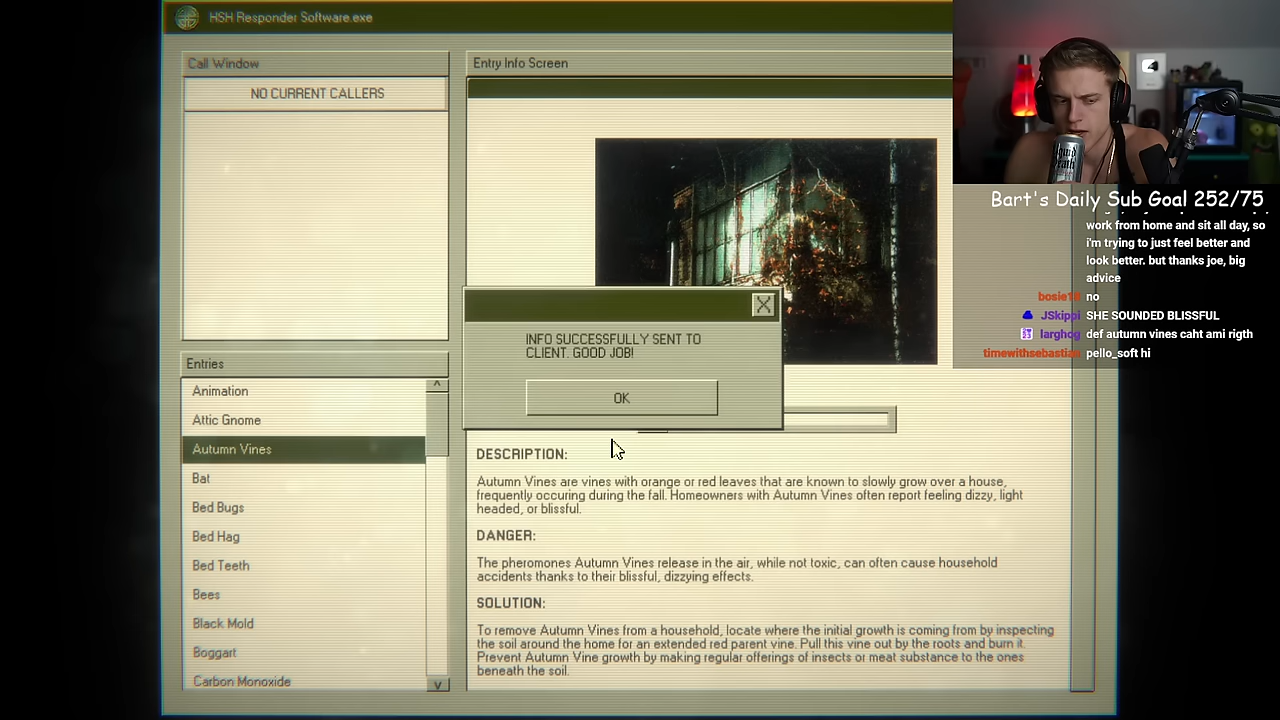 HSH Responder Software.exe
Call Window
NO CURRENT CALLERS
Entries
Animation
Attic Gnome
Autumn Vines
Bat
Bed Bugs
Bed Hag
Bed Teeth
Bees
Black Mold
Boggart
Carbon Monoxide
Entry Info Screen
INFO SUCCESSFULLY SENT TO
CLIENT. GOOD JOB!
OK
DESCRIPTION:
Autumn Vines are vines with orange or red leaves that are known to slowly grow over a house,
frequently occuring during the fall. Homeowners with Autumn Vines often report feeling dizzy, light
headed, or blissful.
DANGER:
The pheromones Autumn Vines release in the air, while not toxic, can often cause household
accidents thanks to their blissful, dizzying effects.
SOLUTION:
To remove Autumn Vines from a household, locate where the initial growth is coming from by inspecting
the soil around the home for an extended red parent vine. Pull this vine out by the roots and burn it.
Prevent Autumn Vine growth by making regular offerings of insects or meat substance to the ones
beneath the soil.
Bart's Daily Sub Goal 252/75
work from home and sit all day, so
i'm trying to just feel better and
look better. but thanks joe, big
advice
no
JSkippi SHE SOUNDED BLISSFUL
larghog def autumn vines caht ami rigth
pello_soft hi